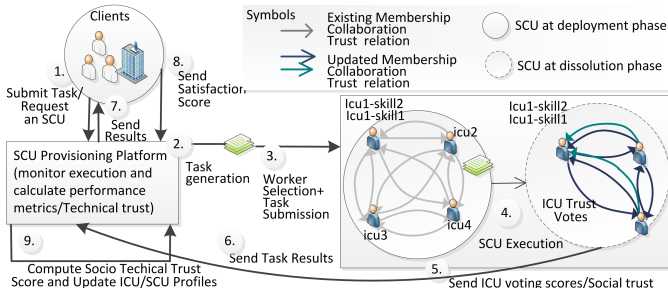 Clients
Symbols
Existing Membership
Collaboration
Trust relation
Updated Membership
Collaboration
Trust relation
SCU at deployment phase
SCU at dissolution phase
1.
Submit Task/
Request
an SCU
7.
Send
Results
8.
Send
Satisfaction
Score
SCU Provisioning Platform
(monitor execution and
calculate performance
metrics/Technical trust)
2.
Task
generation
3.
Worker
Selection+
Task
Submission
Icu1-skill2
Icu1-skill1
icu2
icu3
icu4
4.
SCU Execution
Icu1-skill2
Icu1-skill1
ICU Trust
Votes
5.
Send ICU voting scores/Social trust
6.
Send Task Results
9.
Compute Socio Techical Trust
Score and Update ICU/SCU Profiles